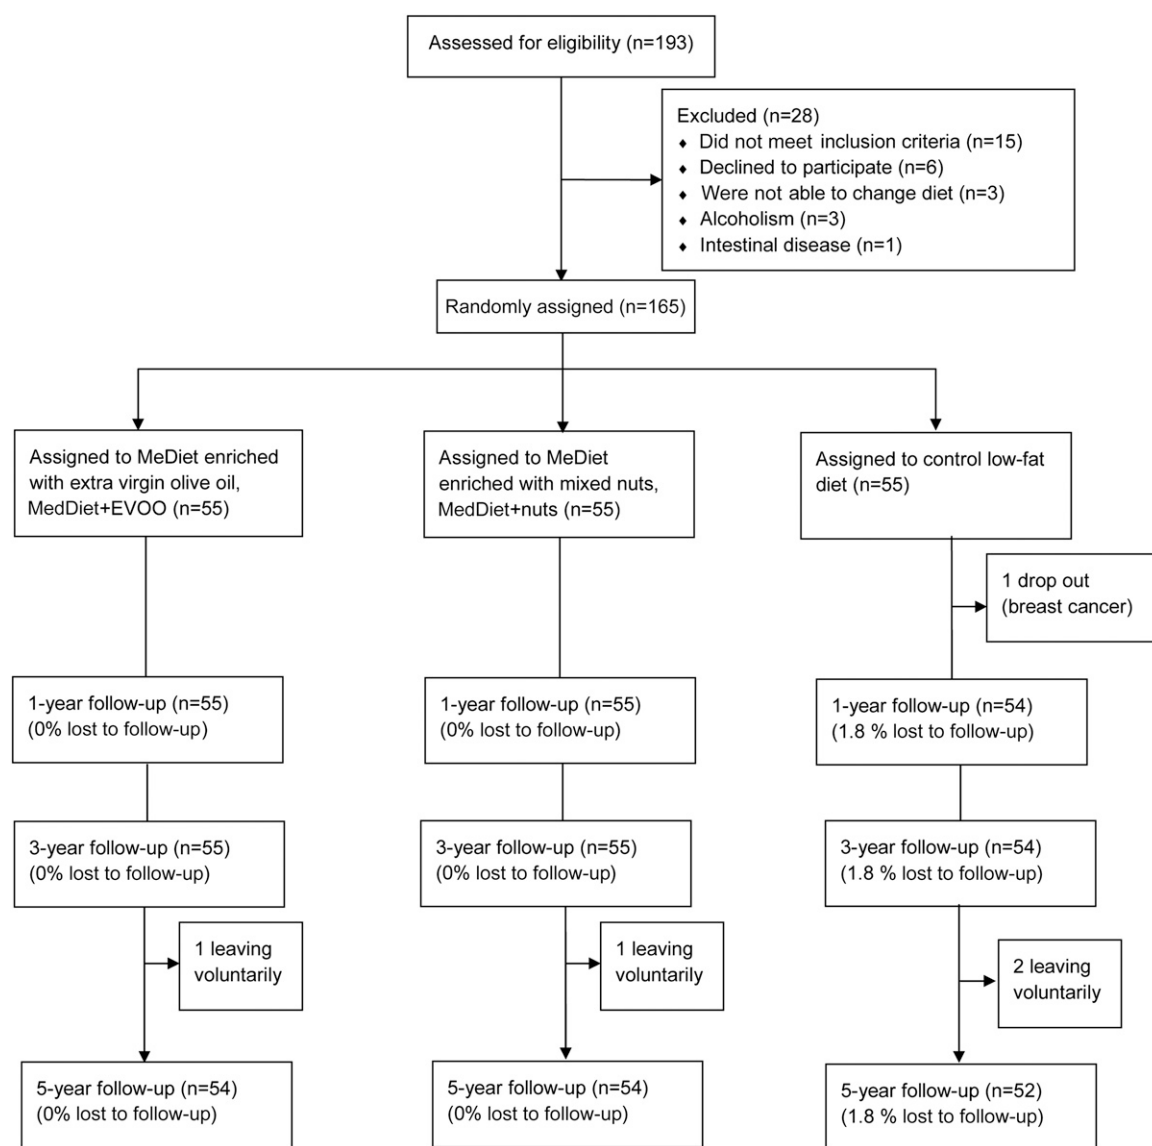 Assessed for eligibility (n=193)
Excluded (n=28)
♦ Did not meet inclusion criteria (n=15)
♦ Declined to participate (n=6)
♦ Were not able to change diet (n=3)
♦ Alcoholism (n=3)
♦ Intestinal disease (n=1)
Randomly assigned (n=165)
Assigned to MeDiet enriched
with extra virgin olive oil,
MedDiet+EVOO (n=55)
Assigned to MeDiet
enriched with mixed nuts,
MedDiet+nuts (n=55)
Assigned to control low-fat
diet (n=55)
1 drop out
(breast cancer)
1-year follow-up (n=55)
(0% lost to follow-up)
1-year follow-up (n=55)
(0% lost to follow-up)
1-year follow-up (n=54)
(1.8 % lost to follow-up)
3-year follow-up (n=55)
(0% lost to follow-up)
3-year follow-up (n=55)
(0% lost to follow-up)
3-year follow-up (n=54)
(1.8 % lost to follow-up)
1 leaving
voluntarily
1 leaving
voluntarily
2 leaving
voluntarily
5-year follow-up (n=54)
(0% lost to follow-up)
5-year follow-up (n=54)
(0% lost to follow-up)
5-year follow-up (n=52)
(1.8 % lost to follow-up)